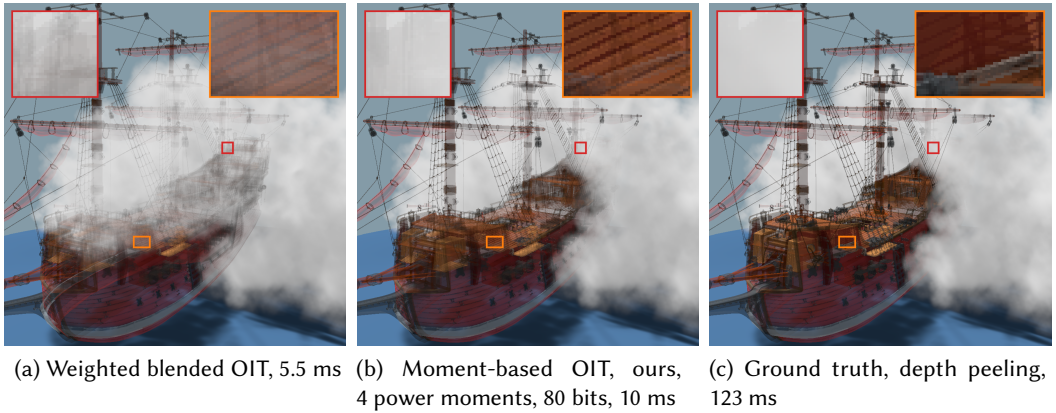 (a) Weighted blended OIT, 5.5 ms
(b) Moment-based OIT, ours,
4 power moments, 80 bits, 10 ms
(c) Ground truth, depth peeling,
123 ms